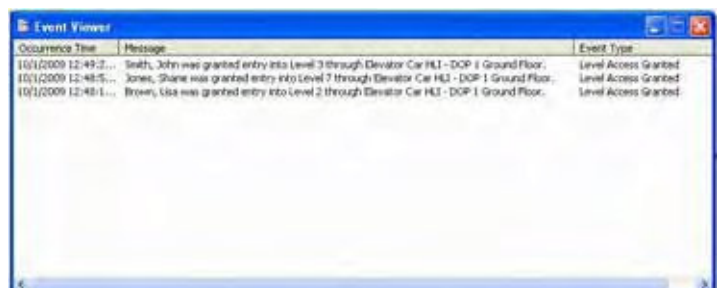 Event Viewer
Occurrence Time Message Event Type
10/1/2009 12:49:2... Smith, John was granted entry into Level 3 through Elevator Car HLI - DOP 1 Ground Floor. Level Access Granted
10/1/2009 12:48:5... Jones, Shane was granted entry into Level 7 through Elevator Car HLI - DOP 1 Ground Floor. Level Access Granted
10/1/2009 12:48:1... Brown, Lisa was granted entry into Level 2 through Elevator Car HLI - DOP 1 Ground Floor. Level Access Granted